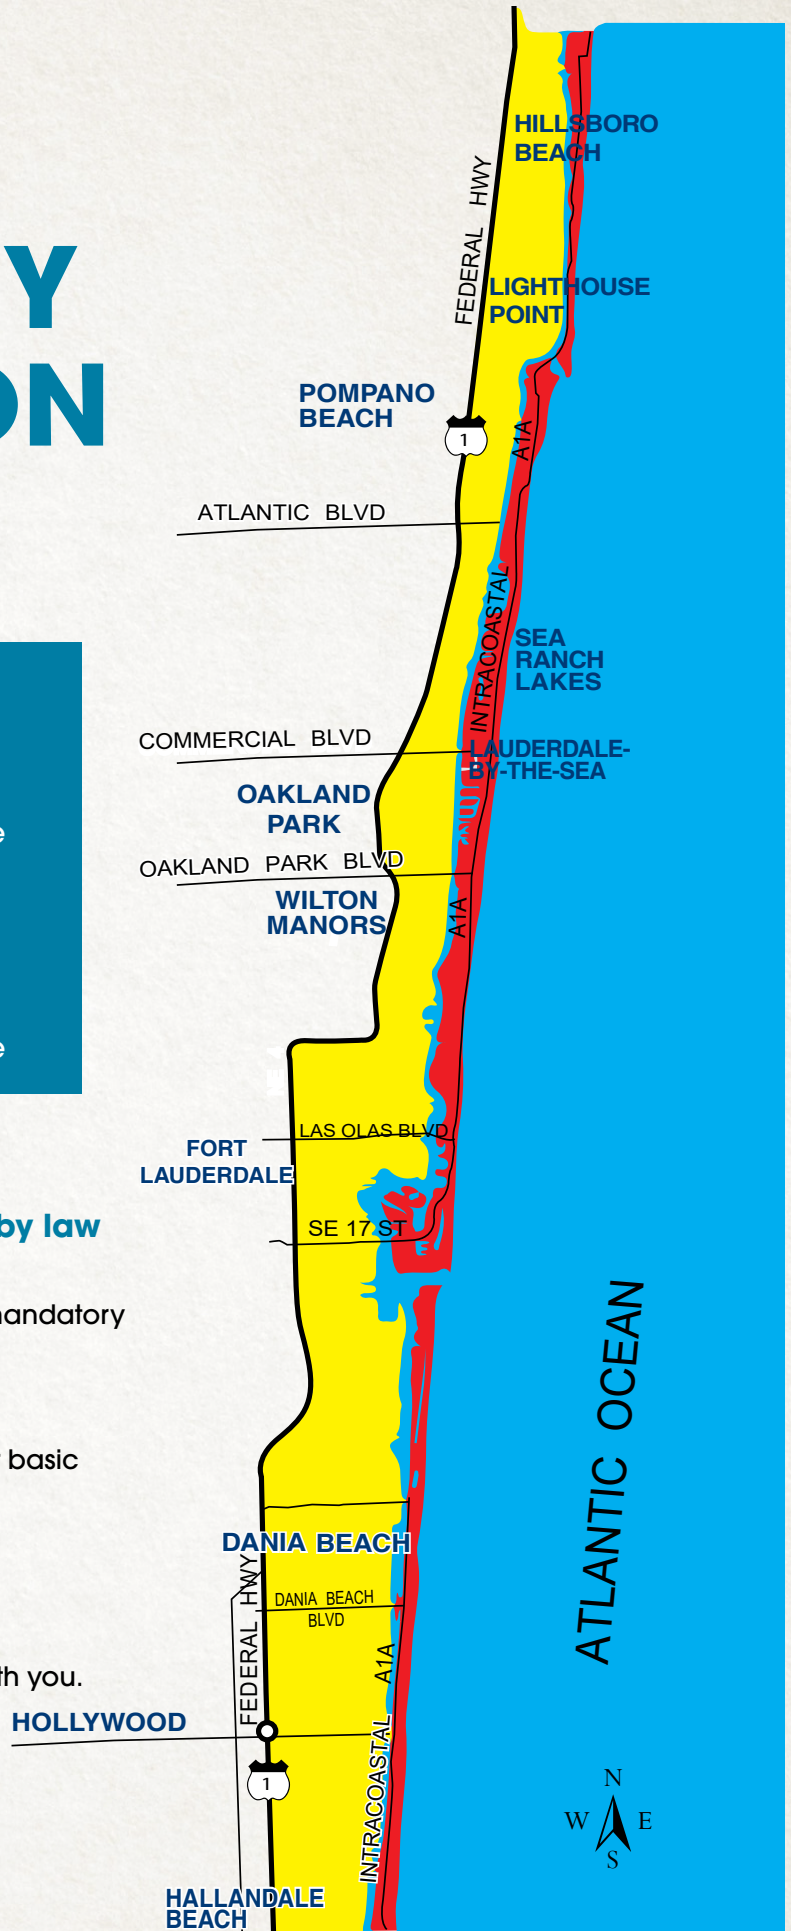 Y
ON
e
e
by law
mandatory
basic
th you.
HILLSBORO
BEACH
FEDERAL HWY
LIGHTHOUSE
POINT
POMPANO
BEACH
1
A1A
ATLANTIC BLVD
INTRACOASTAL
SEA
RANCH
LAKES
COMMERCIAL BLVD
LAUDERDALE-
BY-THE-SEA
OAKLAND
PARK
OAKLAND PARK BLVD
WILTON
MANORS
A1A
LAS OLAS BLVD
FORT
LAUDERDALE
SE 17 ST
ATLANTIC OCEAN
DANIA BEACH
FEDERAL HWY
DANIA BEACH
BLVD
A1A
HOLLYWOOD
INTRACOASTAL
1
N
W E
S
HALLANDALE
BEACH